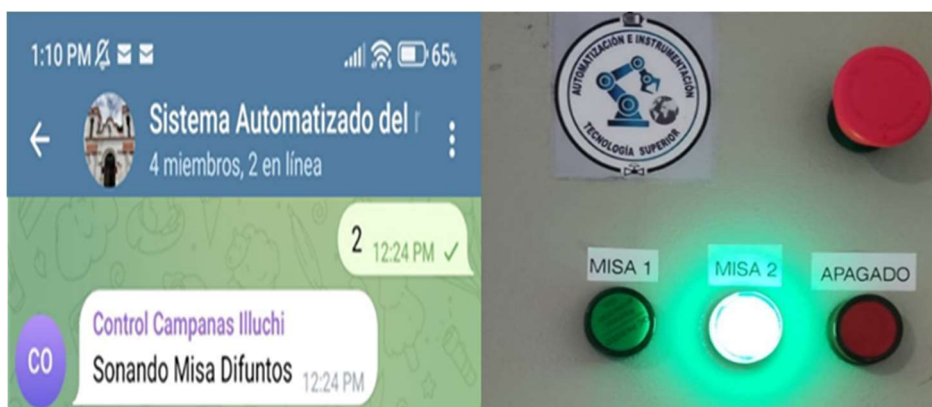 1:10 PM
65%
Sistema Automatizado del
4 miembros, 2 en línea
2 12:24 PM
CO
Control Campanas Illuchi
Sonando Misa Difuntos 12:24 PM
AUTOMATIZACIÓN E INSTRUMENTACIÓN
TECNOLOGÍA SUPERIOR
MISA 1
MISA 2
APAGADO